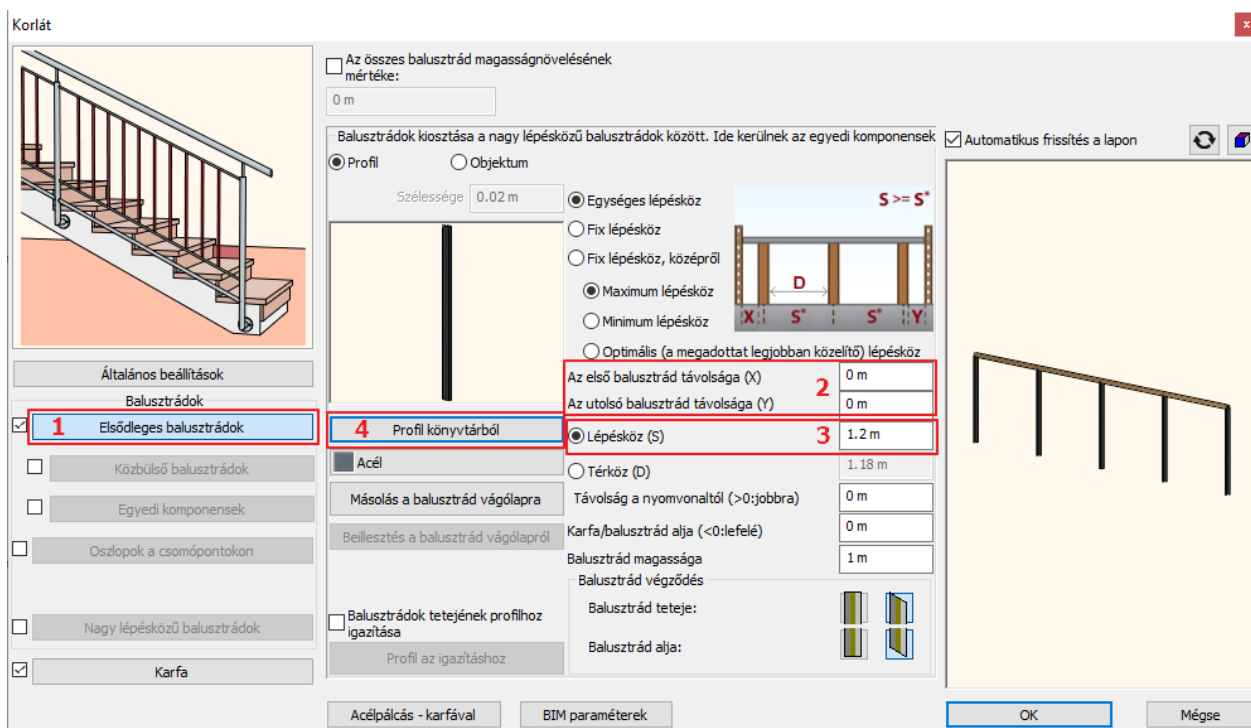 Korlát
x
Az összes balusztrád magasságnövelésének
mértéke:
0 m
Balusztrádok kiosztása a nagy lépésközű balusztrádok között. Ide kerülnek az egyedi komponensek
Automatikus frissítés a lapon
Profil
Objektum
Szélessége
0.02 m
Egységes lépésköz
Fix lépésköz
Fix lépésköz, középről
Maximum lépésköz
Minimum lépésköz
Optimális (a megadottat legjobban közelítő) lépésköz
S >= S*
D
X S* S* Y
Általános beállítások
Balusztrádok
1 Elsődleges balusztrádok
Közbülső balusztrádok
Egyedi komponensek
Oszlopok a csomópontokon
Nagy lépésközű balusztrádok
Karfa
4 Profil könyvtárból
Acél
Másolás a balusztrád vágólapra
Beillesztés a balusztrád vágólapról
Balusztrádok tetejének profilhoz
igazítása
Profil az igazításhoz
Az első balusztrád távolsága (X) 0 m
2
Az utolsó balusztrád távolsága (Y) 0 m
Lépésköz (S) 3 1.2 m
Térköz (D) 1.18 m
Távolság a nyomvonaltól (>0:jobbra) 0 m
Karfa/balusztrád alja (<0:lefelé) 0 m
Balusztrád magassága 1 m
Balusztrád végződés
Balusztrád teteje:
Balusztrád alja:
Acélpálcás - karfával
BIM paraméterek
OK
Mégse